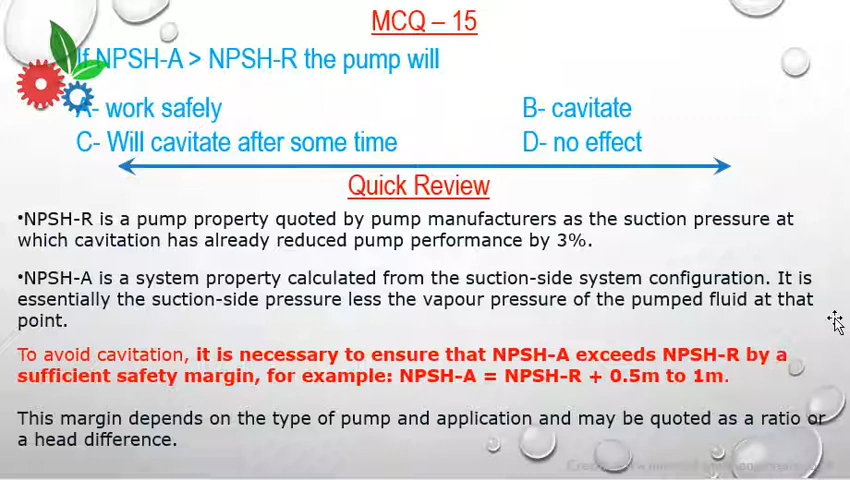 MCQ – 15
If NPSH-A > NPSH-R the pump will
A- work safely B- cavitate
C- Will cavitate after some time D- no effect
Quick Review
•NPSH-R is a pump property quoted by pump manufacturers as the suction pressure at
which cavitation has already reduced pump performance by 3%.
•NPSH-A is a system property calculated from the suction-side system configuration. It is
essentially the suction-side pressure less the vapour pressure of the pumped fluid at that
point.
To avoid cavitation, it is necessary to ensure that NPSH-A exceeds NPSH-R by a
sufficient safety margin, for example: NPSH-A = NPSH-R + 0.5m to 1m.
This margin depends on the type of pump and application and may be quoted as a ratio or
a head difference.